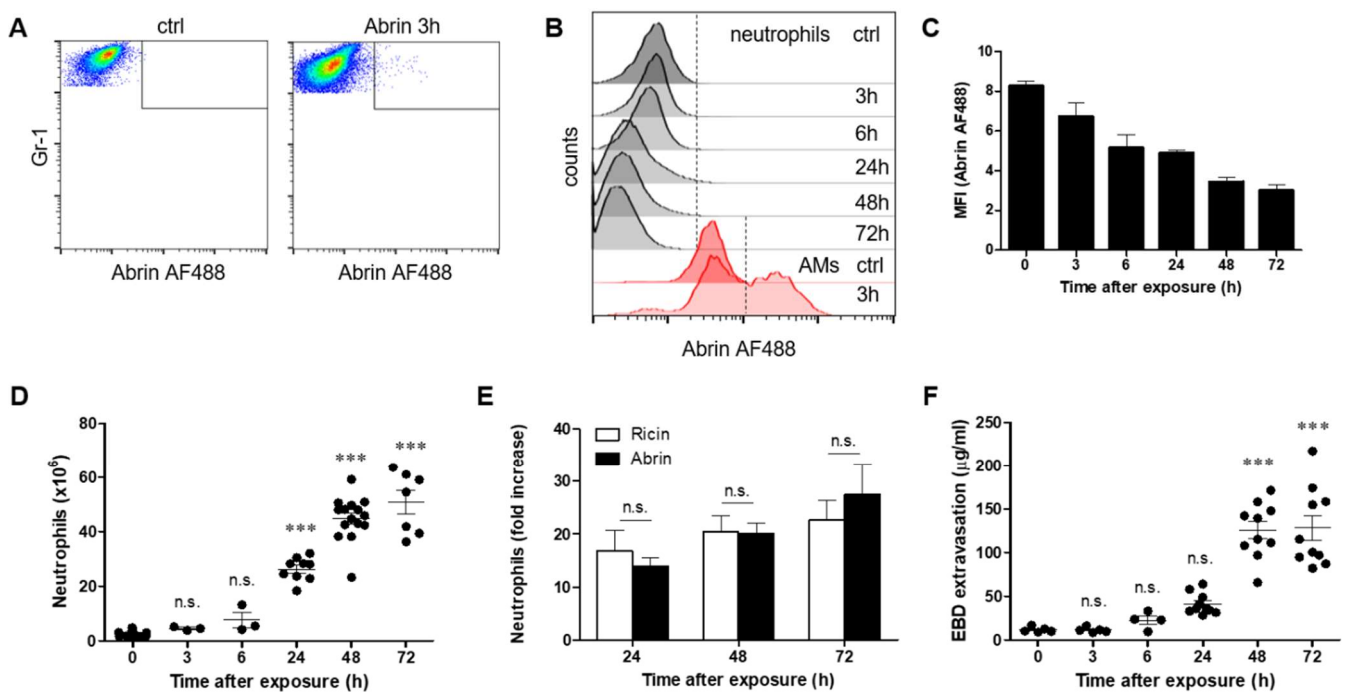 A
ctrl
Abrin 3h
Gr-1
Abrin AF488
Abrin AF488
B
neutrophils ctrl
3h
6h
24h
48h
72h
AMs ctrl
3h
counts
Abrin AF488
C
10
8
6
4
2
0
MFI (Abrin AF488)
0 3 6 24 48 72
Time after exposure (h)
D
80
60
40
20
0
Neutrophils (x10⁶)
n.s.
n.s.
***
***
***
0 3 6 24 48 72
Time after exposure (h)
E
40
30
20
10
0
Neutrophils (fold increase)
Ricin
Abrin
n.s.
n.s.
n.s.
24 48 72
Time after exposure (h)
F
250
200
150
100
50
0
EBD extravasation (µg/ml)
n.s.
n.s.
n.s.
***
***
0 3 6 24 48 72
Time after exposure (h)